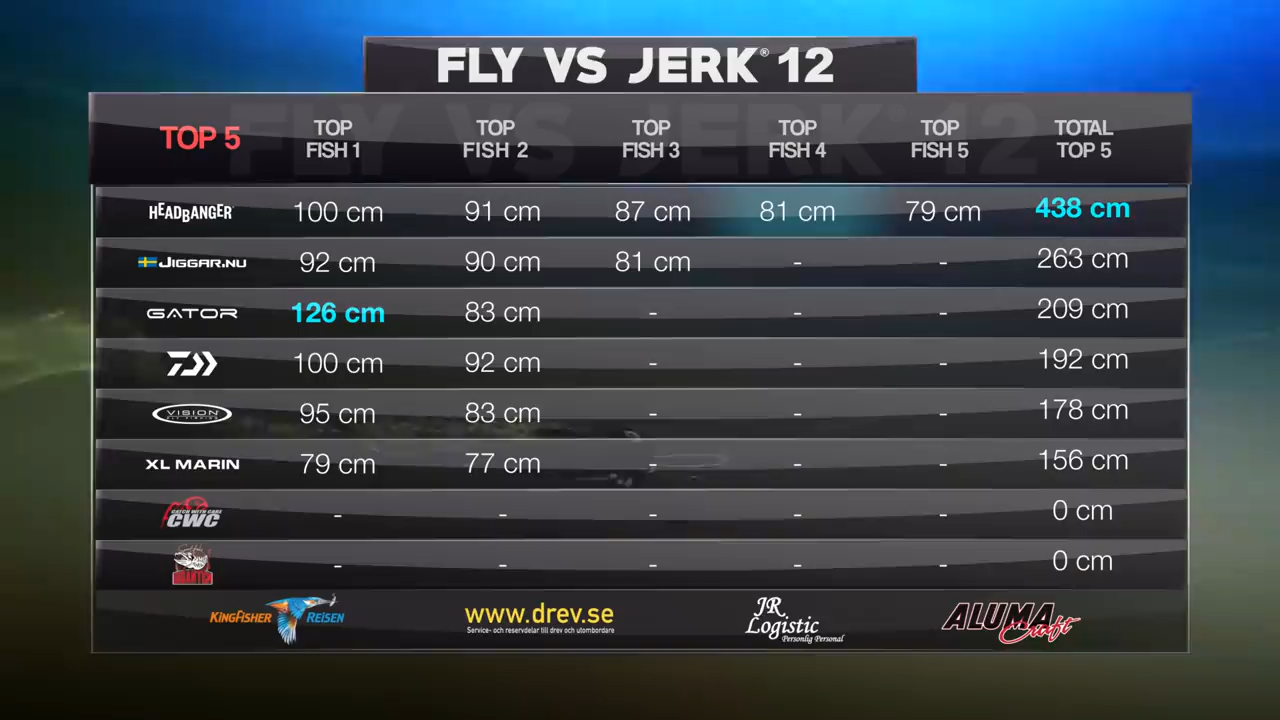 FLY VS JERK® 12
TOP 5 TOP FISH 1 TOP FISH 2 TOP FISH 3 TOP FISH 4 TOP FISH 5 TOTAL TOP 5
HEADBANGER 100 cm 91 cm 87 cm 81 cm 79 cm 438 cm
JIGGAR.NU 92 cm 90 cm 81 cm - - 263 cm
GATOR 126 cm 83 cm - - - 209 cm
100 cm 92 cm - - - 192 cm
VISION 95 cm 83 cm - - - 178 cm
XL MARIN 79 cm 77 cm - - - 156 cm
CATCH WITH CARE
CWC - - - - - 0 cm
- - - - - 0 cm
KINGFISHER REISEN
www.drev.se
Service- och reservdelar till drev och utombordare
JR Logistic
Personlig Personal
ALUMA Craft